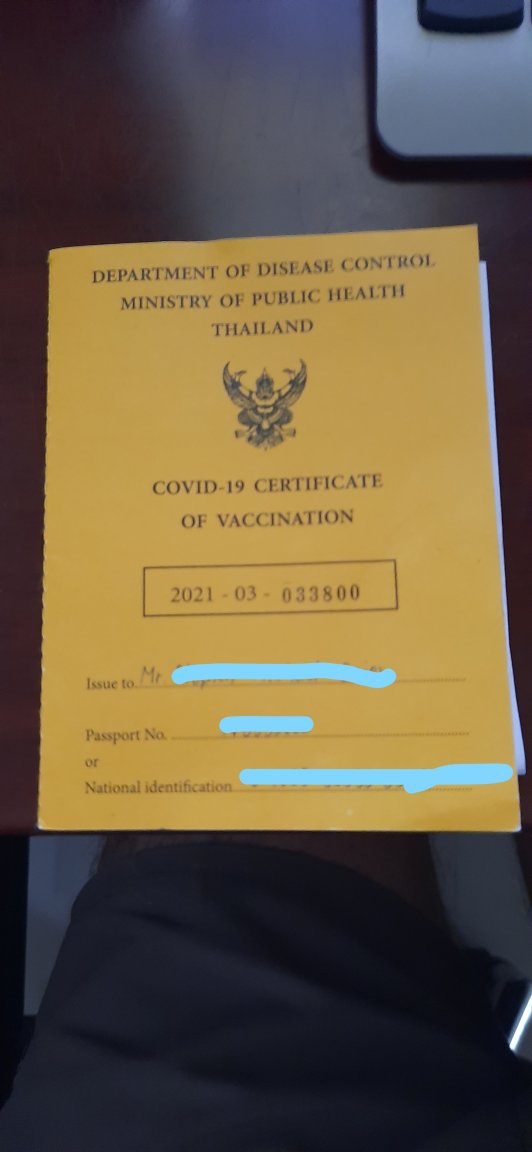 DEPARTMENT OF DISEASE CONTROL
MINISTRY OF PUBLIC HEALTH
THAILAND
COVID-19 CERTIFICATE
OF VACCINATION
2021 - 03 - 033800
Issue to Mr
Passport No.
or
National identification